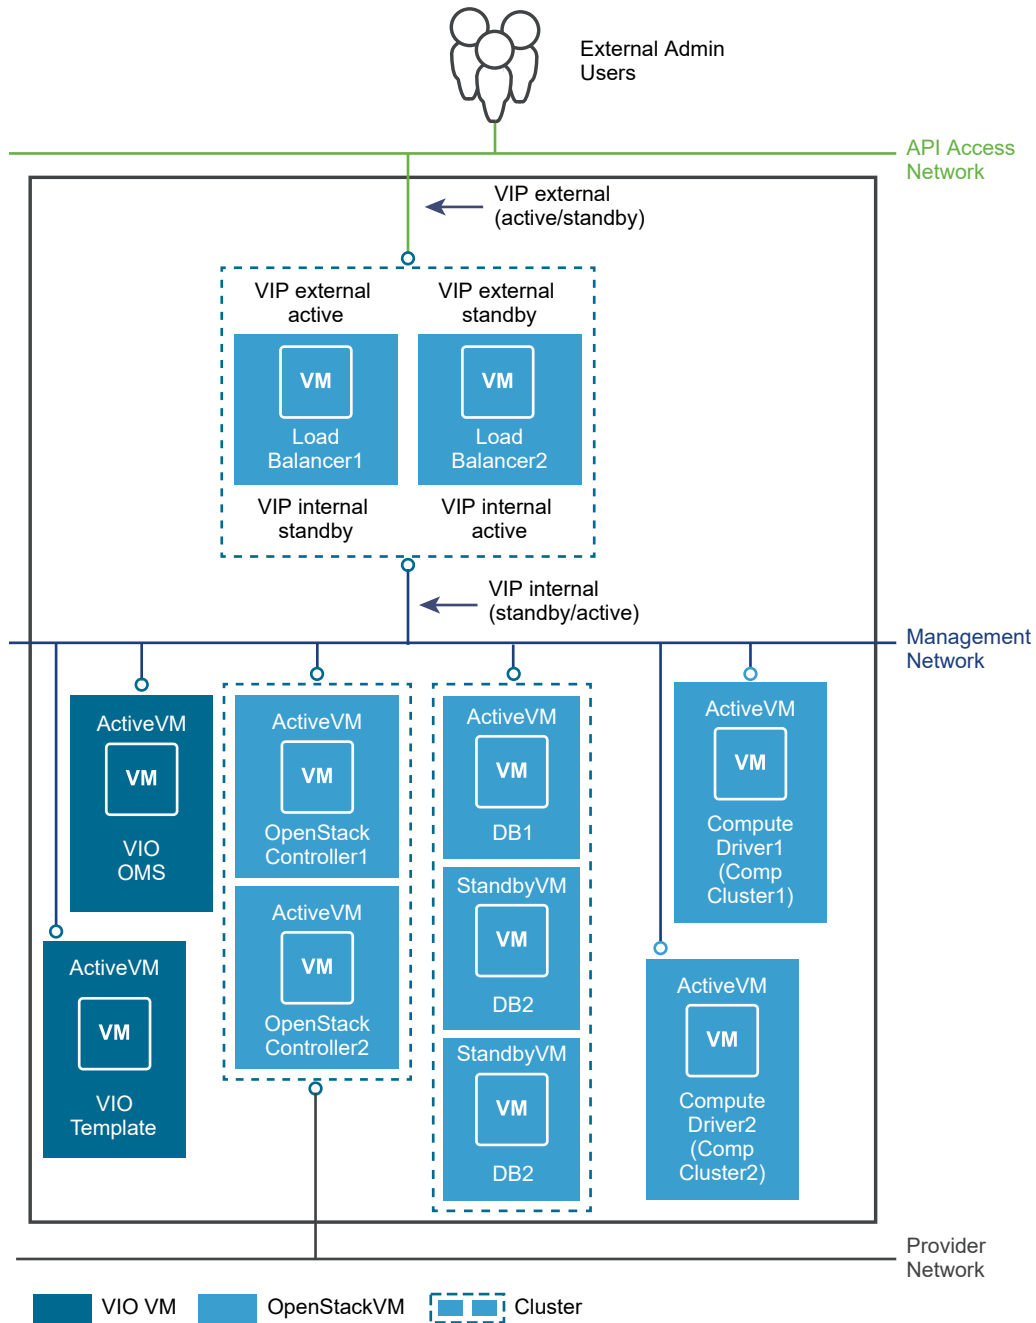 External Admin
Users
API Access
Network
VIP external
(active/standby)
VIP external
active
VIP external
standby
VM
Load
Balancer1
VM
Load
Balancer2
VIP internal
standby
VIP internal
active
VIP internal
(standby/active)
Management
Network
ActiveVM
VM
VIO
OMS
ActiveVM
VM
OpenStack
Controller1
ActiveVM
VM
DB1
ActiveVM
VM
Compute
Driver1
(Comp
Cluster1)
ActiveVM
VM
VIO
Template
ActiveVM
VM
OpenStack
Controller2
StandbyVM
VM
DB2
StandbyVM
VM
DB2
ActiveVM
VM
Compute
Driver2
(Comp
Cluster2)
Provider
Network
VIO VM
OpenStackVM
Cluster